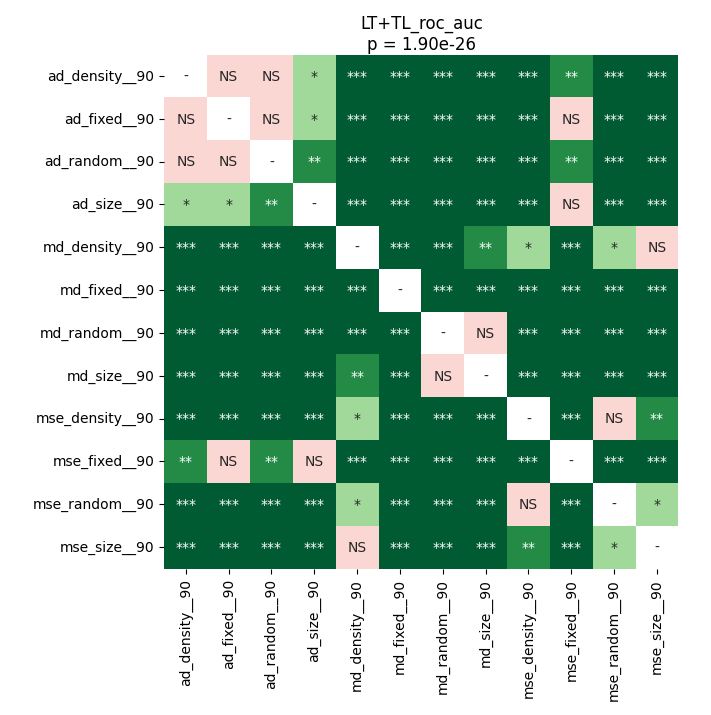 LT+TL_roc_auc
p = 1.90e-26
ad_density__90 - NS NS * *** *** *** *** *** ** *** ***
ad_fixed__90 NS - NS * *** *** *** *** *** NS *** ***
ad_random__90 NS NS - ** *** *** *** *** *** ** *** ***
ad_size__90 * * ** - *** *** *** *** *** NS *** ***
md_density__90 *** *** *** *** - *** *** ** * *** * NS
md_fixed__90 *** *** *** *** *** - *** *** *** *** *** ***
md_random__90 *** *** *** *** *** *** - NS *** *** *** ***
md_size__90 *** *** *** *** ** *** NS - *** *** *** ***
mse_density__90 *** *** *** *** * *** *** *** - *** NS **
mse_fixed__90 ** NS ** NS *** *** *** *** *** - *** ***
mse_random__90 *** *** *** *** * *** *** *** NS *** - *
mse_size__90 *** *** *** *** NS *** *** *** ** *** * -
ad_density__90
ad_fixed__90
ad_random__90
ad_size__90
md_density__90
md_fixed__90
md_random__90
md_size__90
mse_density__90
mse_fixed__90
mse_random__90
mse_size__90